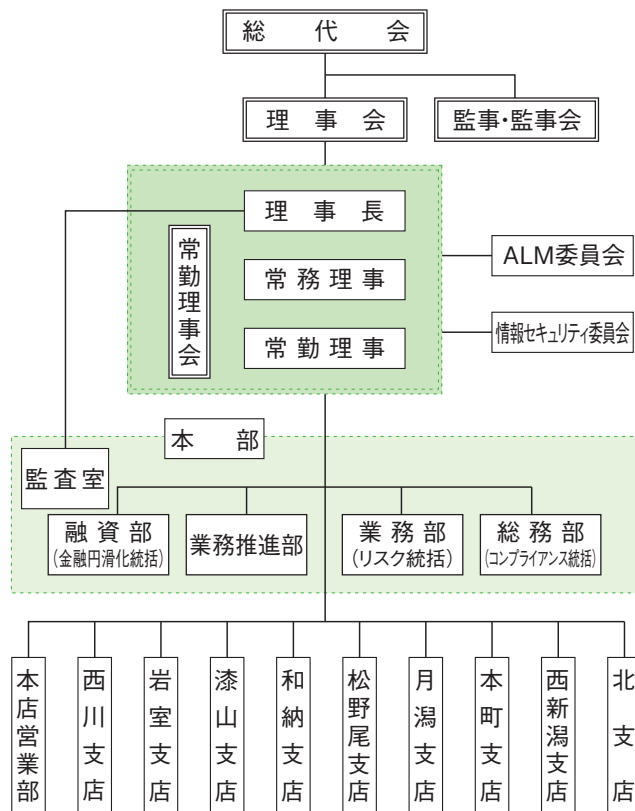 総代会
理事会
監事・監事会
理事長
常勤理事会
常務理事
常勤理事
ALM委員会
情報セキュリティ委員会
本部
監査室
融資部
(金融円滑化統括)
業務推進部
業務部
(リスク統括)
総務部
(コンプライアンス統括)
本店営業部
西川支店
岩室支店
漆山支店
和納支店
松野尾支店
月潟支店
本町支店
西新潟支店
北支店